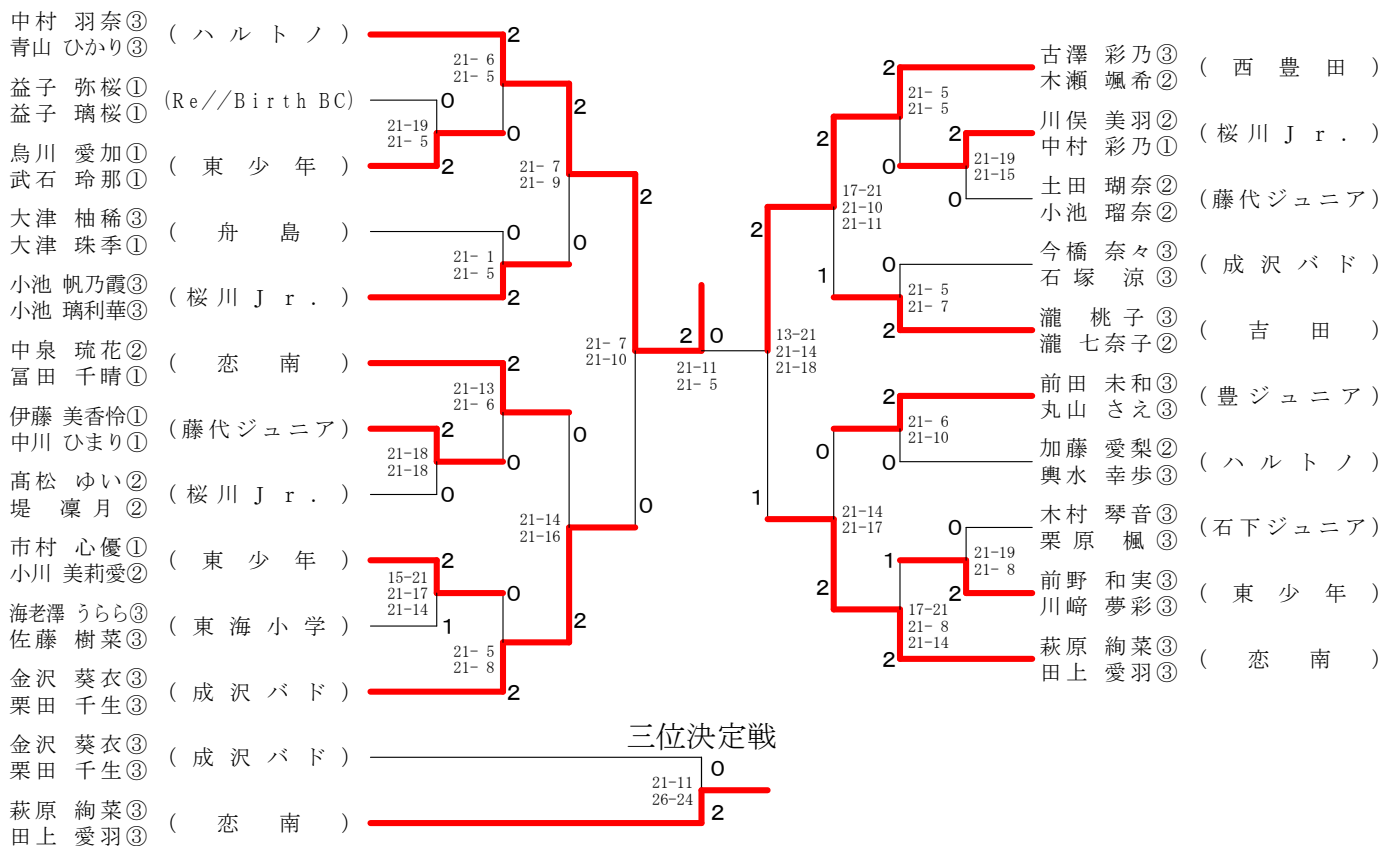 中村 羽奈③
青山 ひかり③
( ハ ル ト ノ )
2
21- 6
21- 5
益子 弥桜①
益子 璃桜①
(Re//Birth BC)
0
21-19
21- 5
0
烏川 愛加①
武石 玲那①
( 東 少 年 )
2
2
21- 7
21- 9
大津 柚稀③
大津 珠季①
( 舟 島 )
0
21- 1
21- 5
0
小池 帆乃霞③
小池 璃利華③
(桜川 J r . )
2
2
21- 7
21-10
中泉 琉花②
冨田 千晴①
( 恋 南 )
2
21-13
21- 6
伊藤 美香怜①
中川 ひまり①
(藤代ジュニア)
2
21-18
21-18
0
0
髙松 ゆい②
堤 凜月②
(桜川 J r . )
0
21-14
21-16
0
市村 心優①
小川 美莉愛②
( 東 少 年 )
2
15-21
21-17
21-14
0
海老澤 うらら③
佐藤 樹菜③
( 東 海 小 学 )
1
21- 5
21- 8
2
金沢 葵衣③
栗田 千生③
( 成 沢 バ ド )
2
2 0
21-11
21- 5
古澤 彩乃③
木瀬 颯希②
( 西 豊 田 )
2
21- 5
21- 5
2
川俣 美羽②
中村 彩乃①
(桜川 Jr. )
2
21-19
21-15
0
土田 瑚奈②
小池 瑠奈②
(藤代ジュニア)
0
17-21
21-10
21-11
2
今橋 奈々③
石塚 涼③
( 成 沢 バ ド )
0
21- 5
21- 7
1
瀧 桃子③
瀧 七奈子②
( 吉 田 )
2
13-21
21-14
21-18
前田 未和③
丸山 さえ③
(豊ジュニア)
2
21- 6
21-10
0
加藤 愛梨②
輿水 幸歩③
( ハ ル ト ノ )
0
1
21-14
21-17
木村 琴音③
栗原 楓③
(石下ジュニア)
0
21-19
21- 8
1
前野 和実③
川﨑 夢彩③
( 東 少 年 )
2
2
17-21
21- 8
21-14
萩原 絢菜③
田上 愛羽③
( 恋 南 )
2
三位決定戦
金沢 葵衣③
栗田 千生③
( 成 沢 バ ド )
0
21-11
26-24
萩原 絢菜③
田上 愛羽③
( 恋 南 )
2